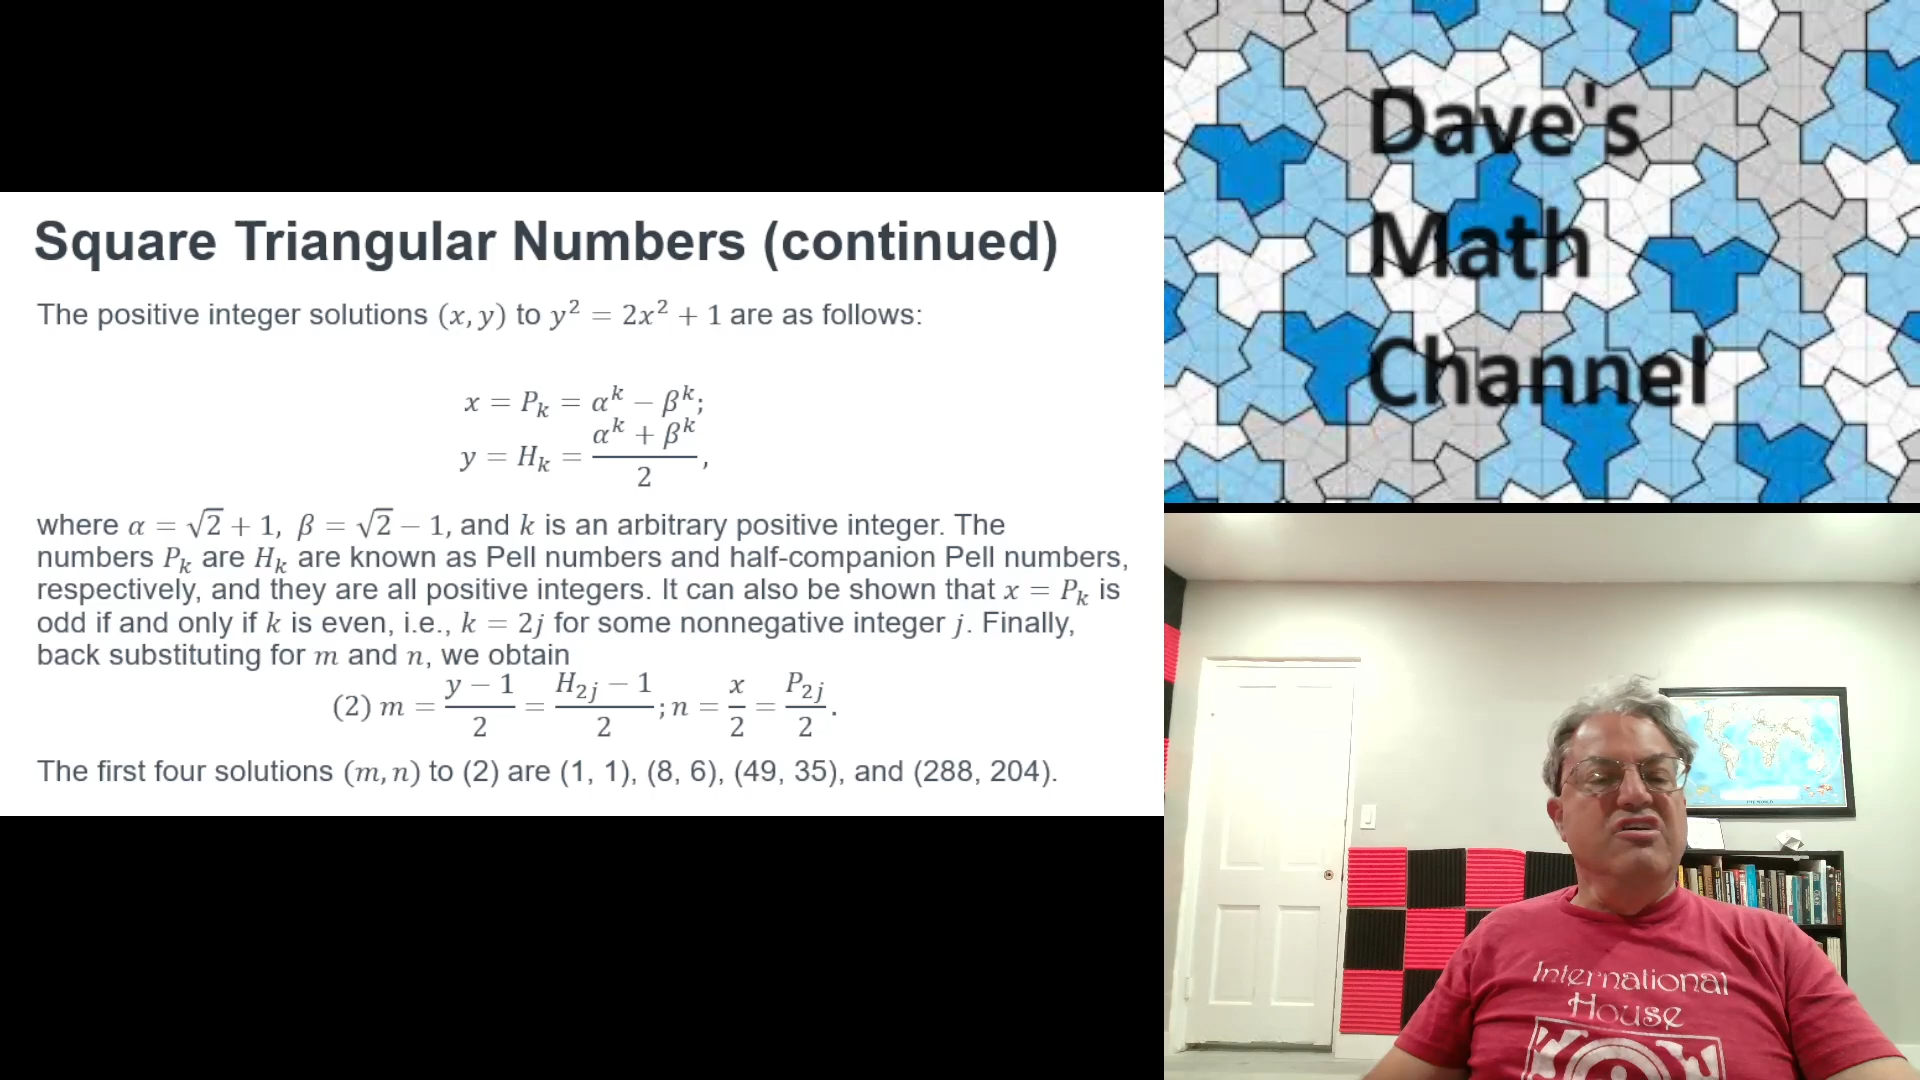 Square Triangular Numbers (continued)
The positive integer solutions (x, y) to y² = 2x² + 1 are as follows:
x = Pₖ = αᵏ − βᵏ;
y = Hₖ = (αᵏ + βᵏ)/2,
where α = √2 + 1, β = √2 − 1, and k is an arbitrary positive integer. The
numbers Pₖ are Hₖ are known as Pell numbers and half-companion Pell numbers,
respectively, and they are all positive integers. It can also be shown that x = Pₖ is
odd if and only if k is even, i.e., k = 2j for some nonnegative integer j. Finally,
back substituting for m and n, we obtain
(2) m = (y − 1)/2 = (H₂ⱼ − 1)/2 ; n = x/2 = P₂ⱼ/2.
The first four solutions (m, n) to (2) are (1, 1), (8, 6), (49, 35), and (288, 204).
Dave's
Math
Channel
International
House